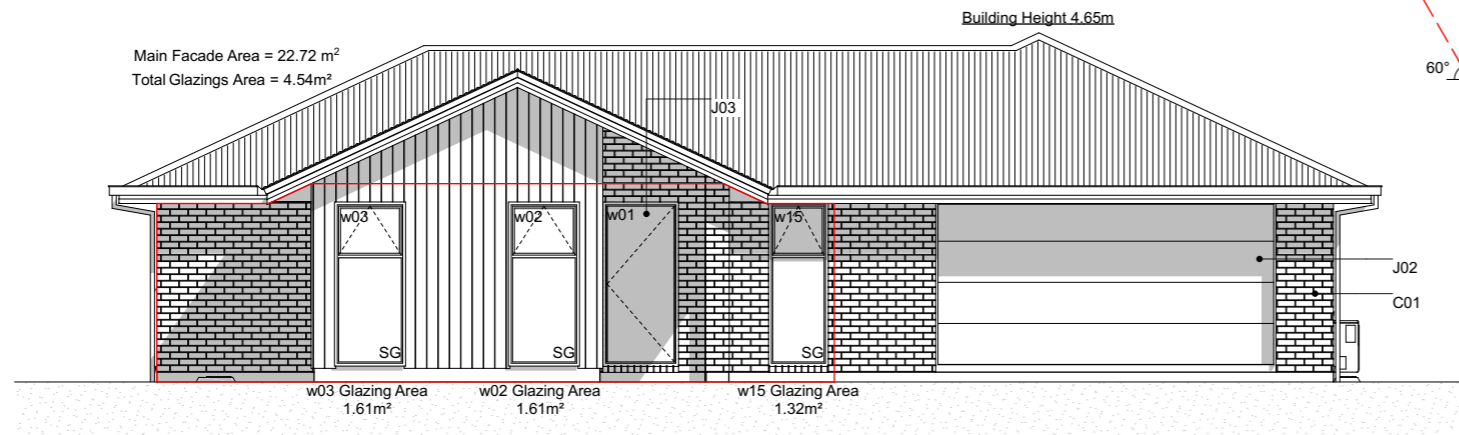 Building Height 4.65m
Main Facade Area = 22.72 m²
Total Glazings Area = 4.54m²
60°
J03
w03
w02
w01
w15
J02
C01
SG
SG
SG
w03 Glazing Area
1.61m²
w02 Glazing Area
1.61m²
w15 Glazing Area
1.32m²